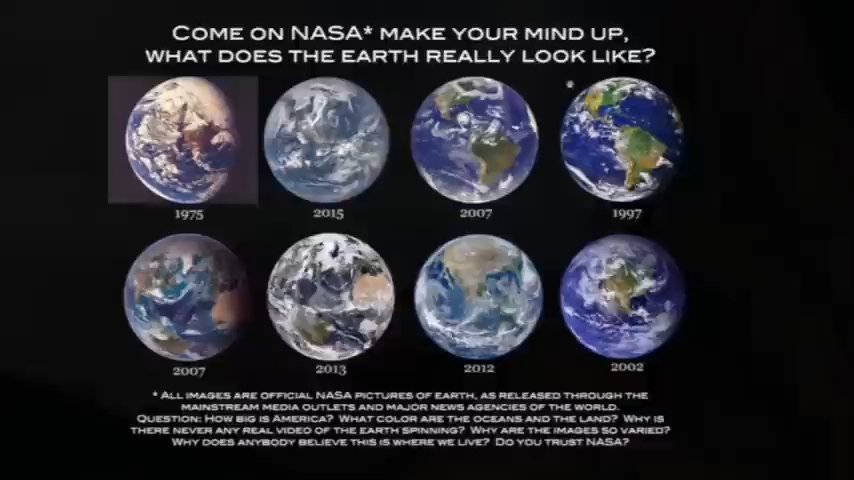 COME ON NASA* MAKE YOUR MIND UP,
WHAT DOES THE EARTH REALLY LOOK LIKE?
*
1975 2015 2007 1997
2007 2013 2012 2002
* ALL IMAGES ARE OFFICIAL NASA PICTURES OF EARTH, AS RELEASED THROUGH THE
MAINSTREAM MEDIA OUTLETS AND MAJOR NEWS AGENCIES OF THE WORLD.
QUESTION: HOW BIG IS AMERICA? WHAT COLOR ARE THE OCEANS AND THE LAND? WHY IS
THERE NEVER ANY REAL VIDEO OF THE EARTH SPINNING? WHY ARE THE IMAGES SO VARIED?
WHY DOES ANYBODY BELIEVE THIS IS WHERE WE LIVE? DO YOU TRUST NASA?